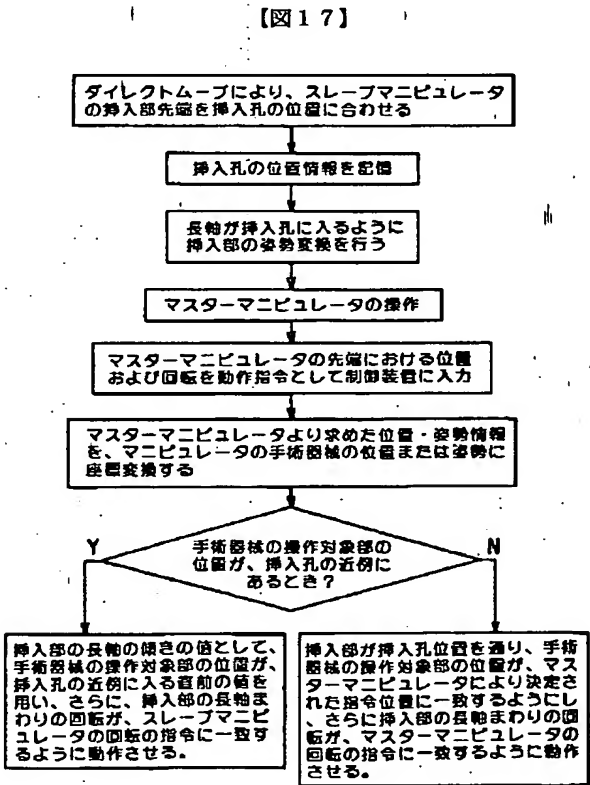 【図17】
ダイレクトムーブにより、スレーブマニピュレータ
の挿入部先端を挿入孔の位置に合わせる
挿入孔の位置情報を記憶
長軸が挿入孔に入るように
挿入部の姿勢変換を行う
マスターマニピュレータの操作
マスターマニピュレータの先端における位置
および回転を動作指令として制御装置に入力
マスターマニピュレータより求めた位置・姿勢情報
を、マニピュレータの手術器械の位置または姿勢に
座標変換する
手術器械の操作対象部の
位置が、挿入孔の近傍に
あるとき?
Y
N
挿入部の長軸の傾きの値として、
手術器械の操作対象部の位置が、
挿入孔の近傍に入る直前の値を
用い、さらに、挿入部の長軸ま
わりの回転が、スレーブマニピ
ュレータの回転の指令に一致す
るように動作させる。
挿入部が挿入孔位置を通り、手術
器械の操作対象部の位置が、マス
ターマニピュレータにより決定さ
れた指令位置に一致するようにし
、さらに挿入部の長軸まわりの回
転が、マスターマニピュレータの
回転の指令に一致するように動作
させる。